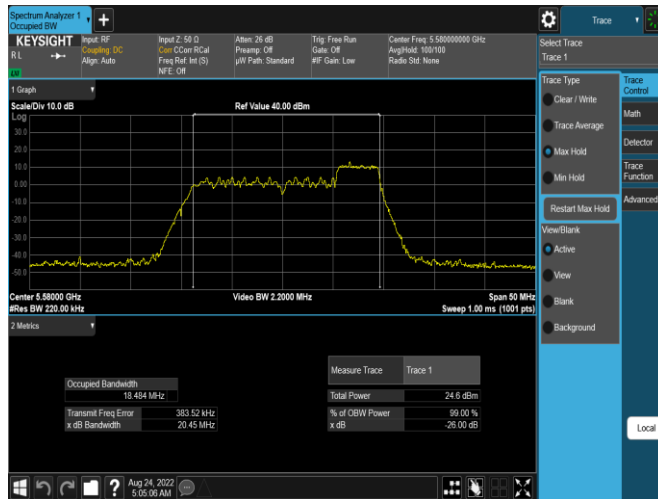 Spectrum Analyzer 1
Occupied BW
+
Trace
KEYSIGHT
RL
LU
Input: RF
Coupling: DC
Align: Auto
Input Z: 50 Ω
Corr CCorr RCal
Freq Ref: Int (S)
NFE: Off
Atten: 26 dB
Preamp: Off
µW Path: Standard
Trig: Free Run
Gate: Off
#IF Gain: Low
Center Freq: 5.580000000 GHz
Avg|Hold: 100/100
Radio Std: None
Select Trace
Trace 1
1 Graph
Scale/Div 10.0 dB
Ref Value 40.00 dBm
Log
30.0
20.0
10.0
0.00
-10.0
-20.0
-30.0
-40.0
-50.0
Center 5.58000 GHz
#Res BW 220.00 kHz
Video BW 2.2000 MHz
Span 50 MHz
Sweep 1.00 ms (1001 pts)
Trace Type
Clear / Write
Trace Average
Max Hold
Min Hold
Restart Max Hold
View/Blank
Active
View
Blank
Background
Trace
Control
Math
Detector
Trace
Function
Advanced
Local
2 Metrics
Occupied Bandwidth
18.484 MHz
Transmit Freq Error 383.52 kHz
x dB Bandwidth 20.45 MHz
Measure Trace Trace 1
Total Power 24.6 dBm
% of OBW Power 99.00 %
x dB -26.00 dB
?
Aug 24, 2022
5:05:06 AM